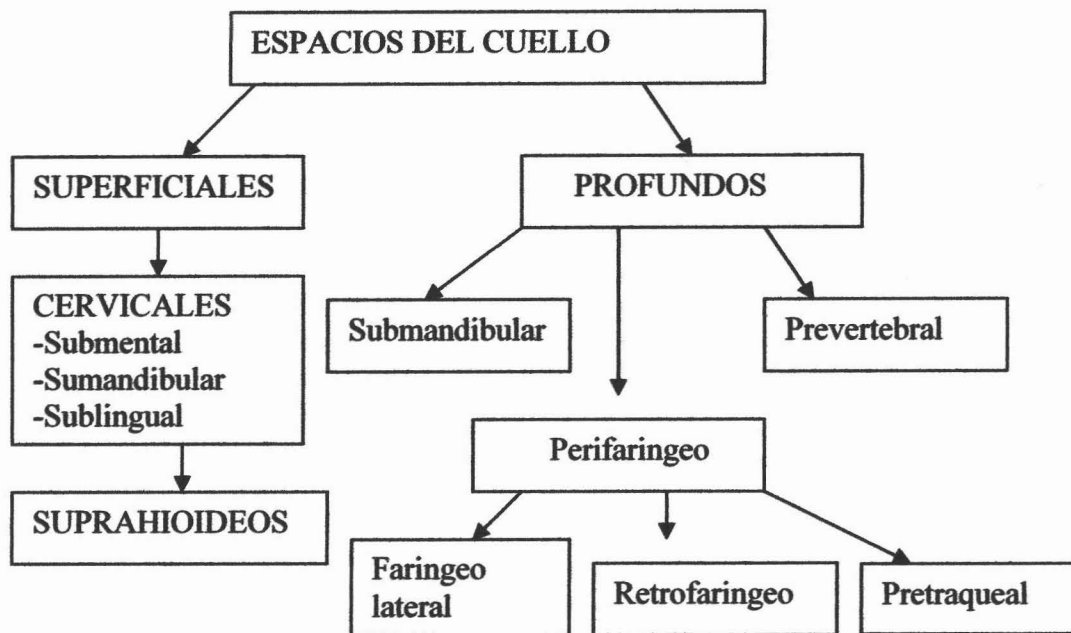 ESPACIOS DEL CUELLO
SUPERFICIALES
PROFUNDOS
CERVICALES
-Submental
-Sumandibular
-Sublingual
Submandibular
Prevertebral
SUPRAHIOIDEOS
Perifaringeo
Faringeo
lateral
Retrofaringeo
Pretraqueal